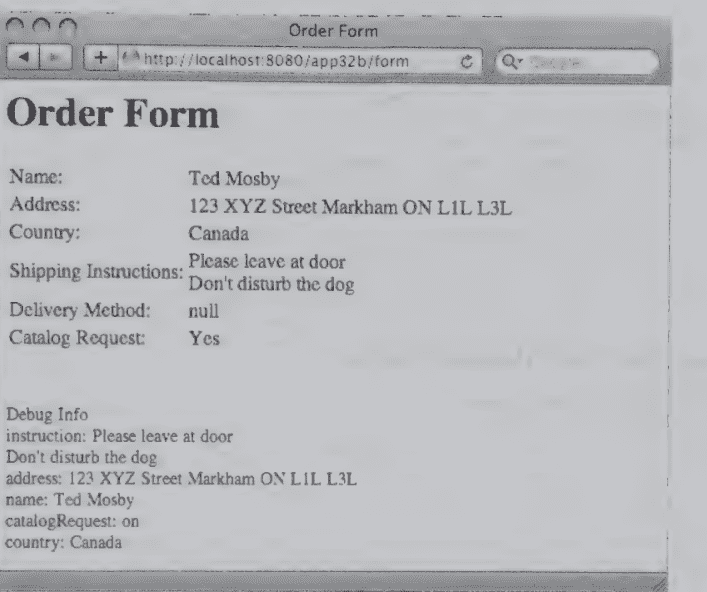 Order Form
http://localhost:8080/app32b/form
Order Form
Name: Ted Mosby
Address: 123 XYZ Street Markham ON L1L L3L
Country: Canada
Shipping Instructions: Please leave at door
Don't disturb the dog
Delivery Method: null
Catalog Request: Yes
Debug Info
instruction: Please leave at door
Don't disturb the dog
address: 123 XYZ Street Markham ON L1L L3L
name: Ted Mosby
catalogRequest: on
country: Canada